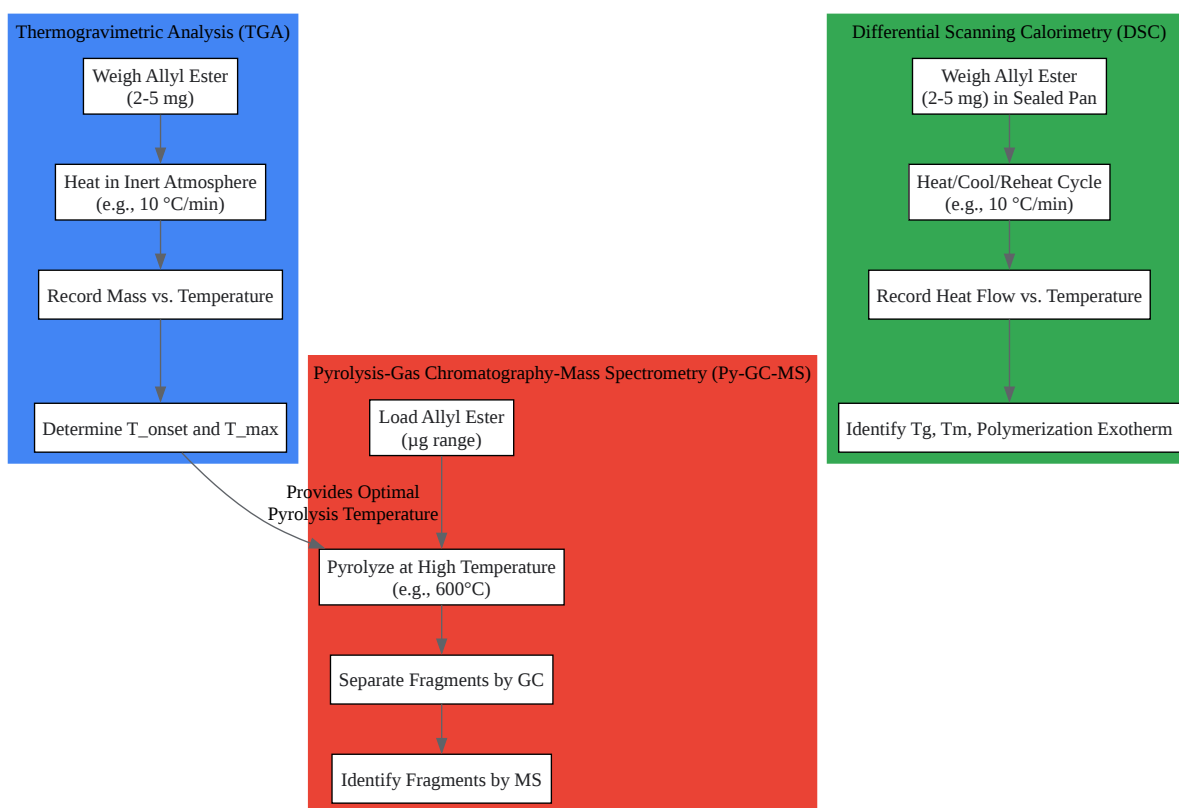 Thermogravimetric Analysis (TGA)
Weigh Allyl Ester
(2-5 mg)
Heat in Inert Atmosphere
(e.g., 10 °C/min)
Record Mass vs. Temperature
Determine T_onset and T_max
Provides Optimal
Pyrolysis Temperature
Pyrolysis-Gas Chromatography-Mass Spectrometry (Py-GC-MS)
Load Allyl Ester
(µg range)
Pyrolyze at High Temperature
(e.g., 600°C)
Separate Fragments by GC
Identify Fragments by MS
Differential Scanning Calorimetry (DSC)
Weigh Allyl Ester
(2-5 mg) in Sealed Pan
Heat/Cool/Reheat Cycle
(e.g., 10 °C/min)
Record Heat Flow vs. Temperature
Identify Tg, Tm, Polymerization Exotherm